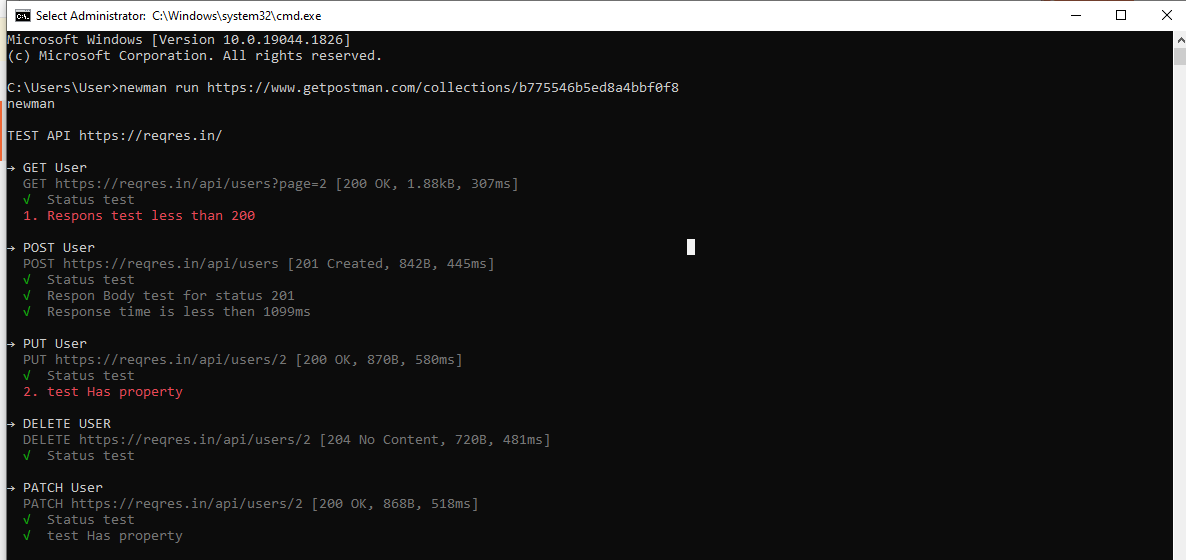 Select Administrator: C:\Windows\system32\cmd.exe
Microsoft Windows [Version 10.0.19044.1826]
(c) Microsoft Corporation. All rights reserved.
C:\Users\User>newman run https://www.getpostman.com/collections/b775546b5ed8a4bbf0f8
newman
TEST API https://reqres.in/
→ GET User
GET https://reqres.in/api/users?page=2 [200 OK, 1.88kB, 307ms]
√ Status test
1. Respons test less than 200
→ POST User
POST https://reqres.in/api/users [201 Created, 842B, 445ms]
√ Status test
√ Respon Body test for status 201
√ Response time is less then 1099ms
→ PUT User
PUT https://reqres.in/api/users/2 [200 OK, 870B, 580ms]
√ Status test
2. test Has property
→ DELETE USER
DELETE https://reqres.in/api/users/2 [204 No Content, 720B, 481ms]
√ Status test
→ PATCH User
PATCH https://reqres.in/api/users/2 [200 OK, 868B, 518ms]
√ Status test
√ test Has property